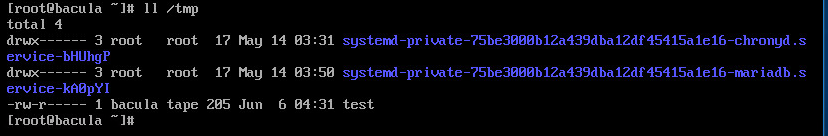 [root@bacula ~]# ll /tmp
total 4
drwx------ 3 root   root  17 May 14 03:31 systemd-private-75be3000b12a439dba12df45415a1e16-chronyd.s
ervice-bHUhgP
drwx------ 3 root   root  17 May 14 03:50 systemd-private-75be3000b12a439dba12df45415a1e16-mariadb.s
ervice-kA0pYI
-rw-r----- 1 bacula tape 205 Jun  6 04:31 test
[root@bacula ~]#